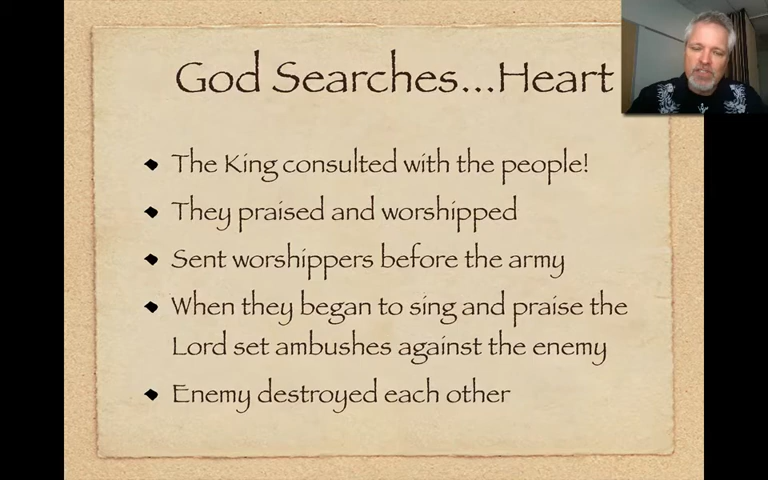 God Searches...Heart
The King consulted with the people!
They praised and worshipped
Sent worshippers before the army
When they began to sing and praise the
Lord set ambushes against the enemy
Enemy destroyed each other